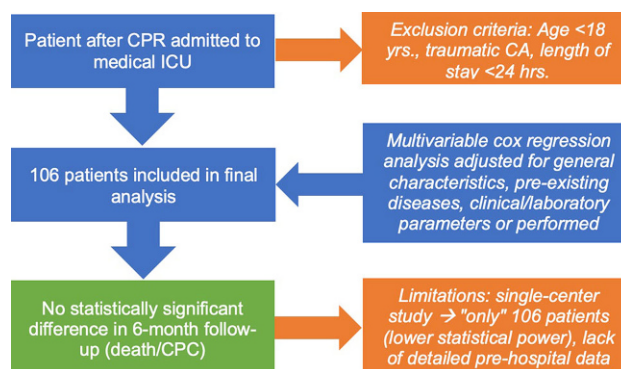 Patient after CPR admitted to
medical ICU
Exclusion criteria: Age <18
yrs., traumatic CA, length of
stay <24 hrs.
106 patients included in final
analysis
Multivariable cox regression
analysis adjusted for general
characteristics, pre-existing
diseases, clinical/laboratory
parameters or performed
No statistically significant
difference in 6-month follow-
up (death/CPC)
Limitations: single-center
study → "only" 106 patients
(lower statistical power), lack
of detailed pre-hospital data